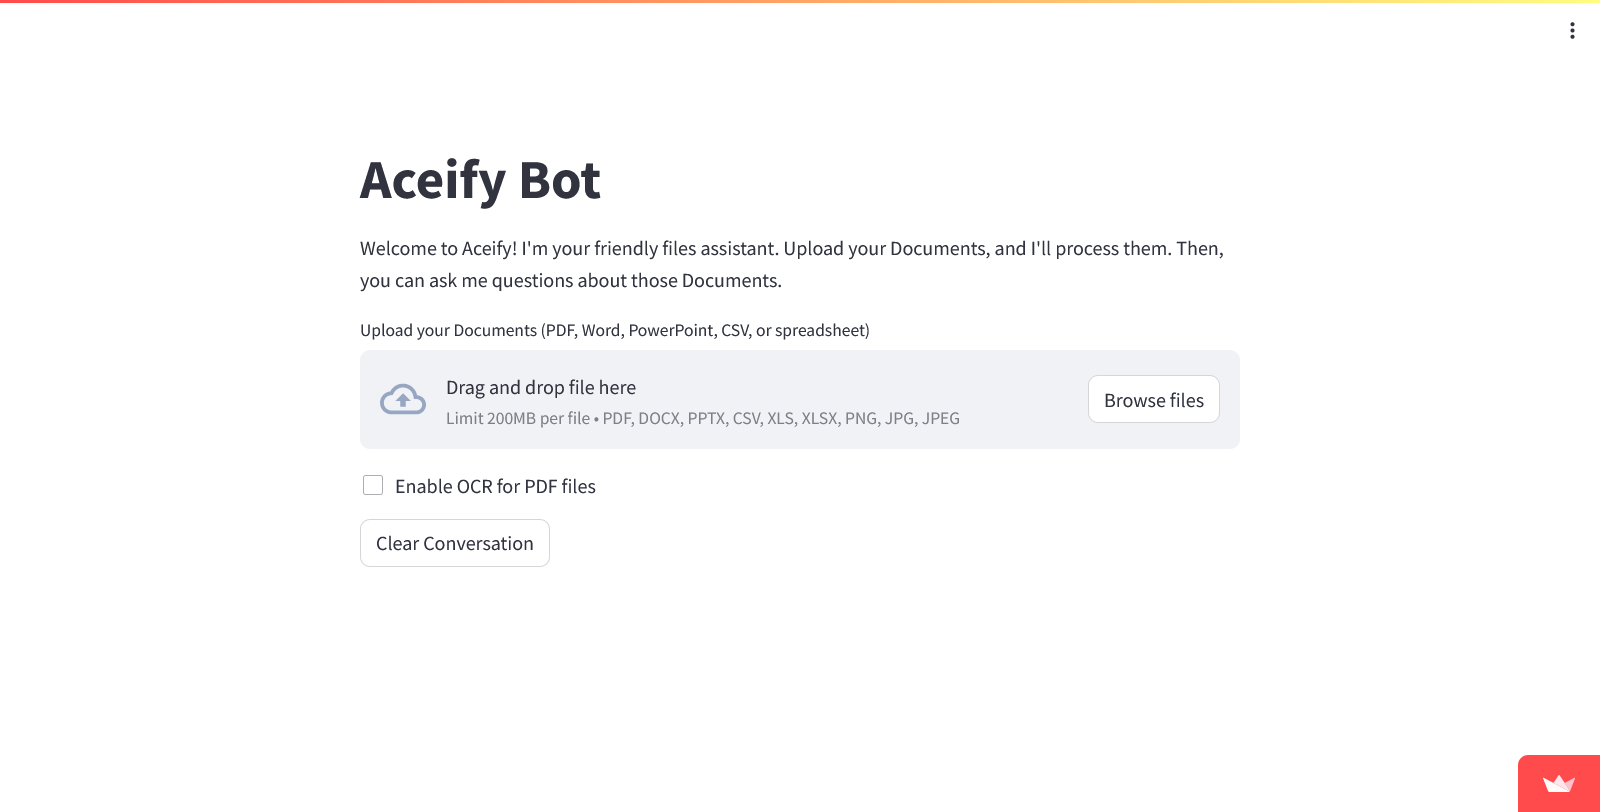 Aceify Bot
Welcome to Aceify! I'm your friendly files assistant. Upload your Documents, and I'll process them. Then,
you can ask me questions about those Documents.
Upload your Documents (PDF, Word, PowerPoint, CSV, or spreadsheet)
Drag and drop file here
Limit 200MB per file • PDF, DOCX, PPTX, CSV, XLS, XLSX, PNG, JPG, JPEG
Browse files
Enable OCR for PDF files
Clear Conversation